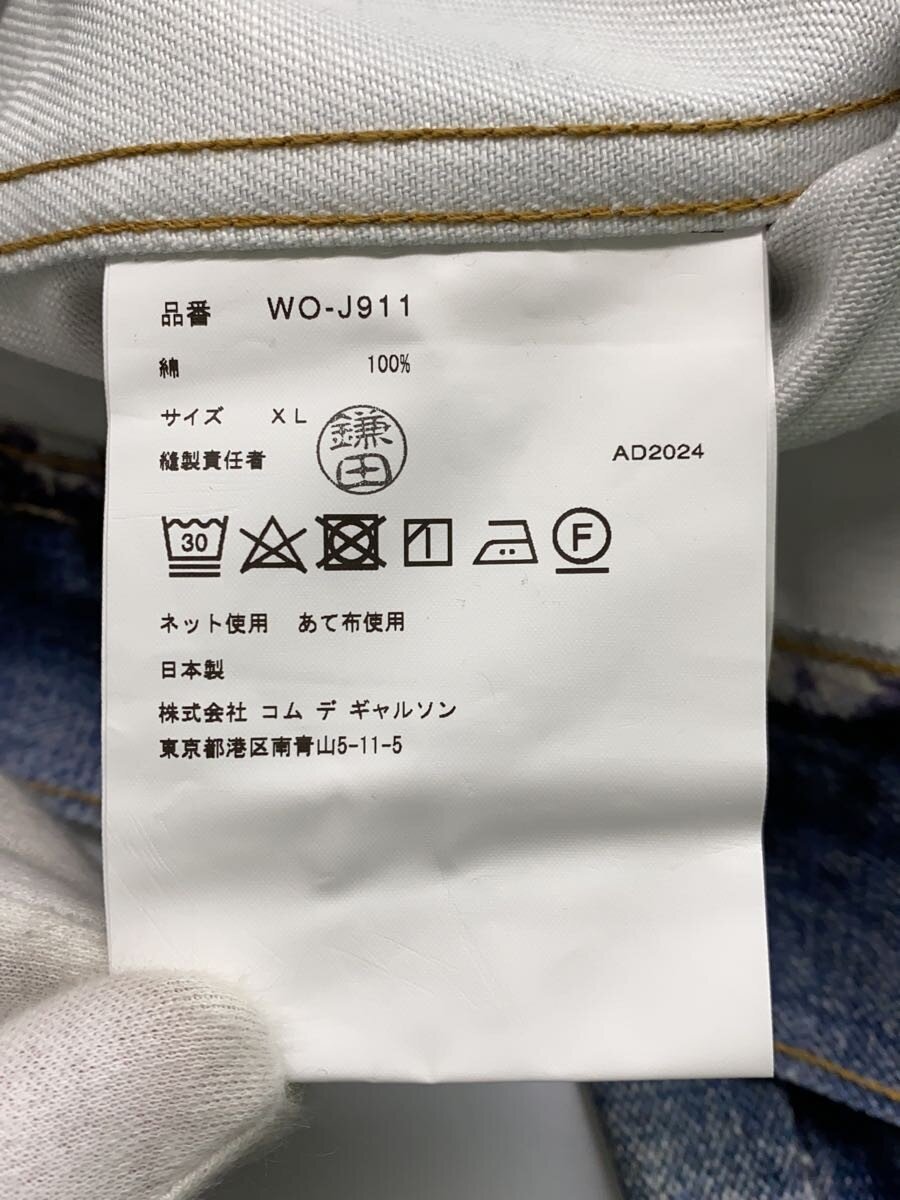 品番 WO-J911
綿 100%
サイズ XL
縫製責任者 鎌田 AD2024
30 F
ネット使用 あて布使用
日本製
株式会社 コム デ ギャルソン
東京都港区南青山5-11-5